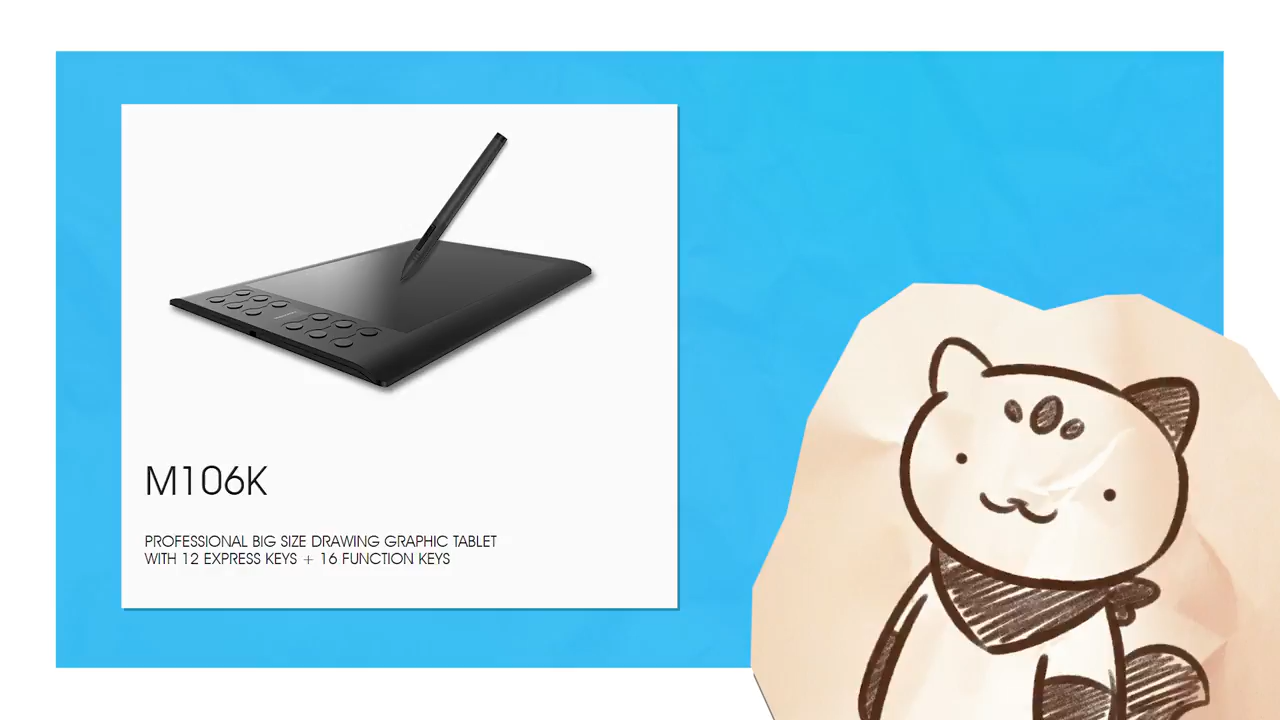 M106K
PROFESSIONAL BIG SIZE DRAWING GRAPHIC TABLET
WITH 12 EXPRESS KEYS + 16 FUNCTION KEYS